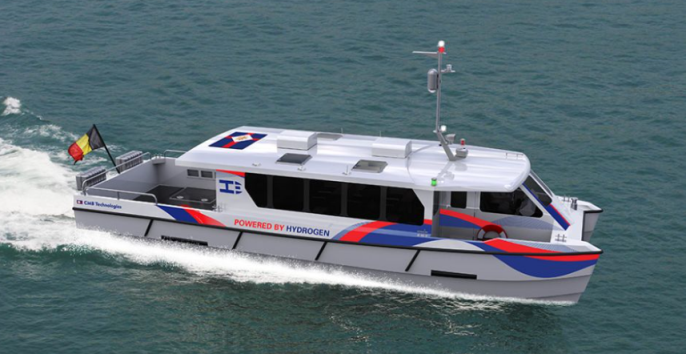 CMB Technologies
POWERED BY HYDROGEN